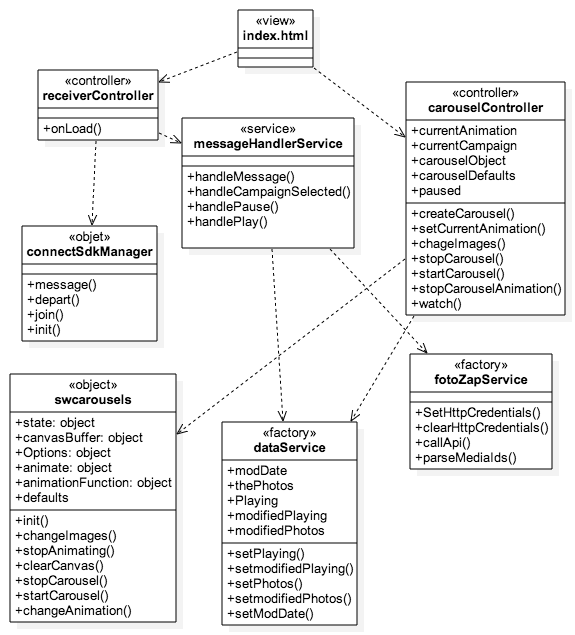 «view»
index.html
«controller»
receiverController
+onLoad()
«controller»
carouselController
+currentAnimation
+currentCampaign
+carouselObject
+carouselDefaults
+paused
+createCarousel()
+setCurrentAnimation()
+chageImages()
+stopCarousel()
+startCarousel()
+stopCarouselAnimation()
+watch()
«service»
messageHandlerService
+handleMessage()
+handleCampaignSelected()
+handlePause()
+handlePlay()
«objet»
connectSdkManager
+message()
+depart()
+join()
+init()
«factory»
fotoZapService
+SetHttpCredentials()
+clearHttpCredentials()
+callApi()
+parseMediaIds()
«object»
swcarousels
+state: object
+canvasBuffer: object
+Options: object
+animate: object
+animationFunction: object
+defaults
+init()
+changeImages()
+stopAnimating()
+clearCanvas()
+stopCarousel()
+startCarousel()
+changeAnimation()
«factory»
dataService
+modDate
+thePhotos
+Playing
+modifiedPlaying
+modifiedPhotos
+setPlaying()
+setmodifiedPlaying()
+setPhotos()
+setmodifiedPhotos()
+setModDate()